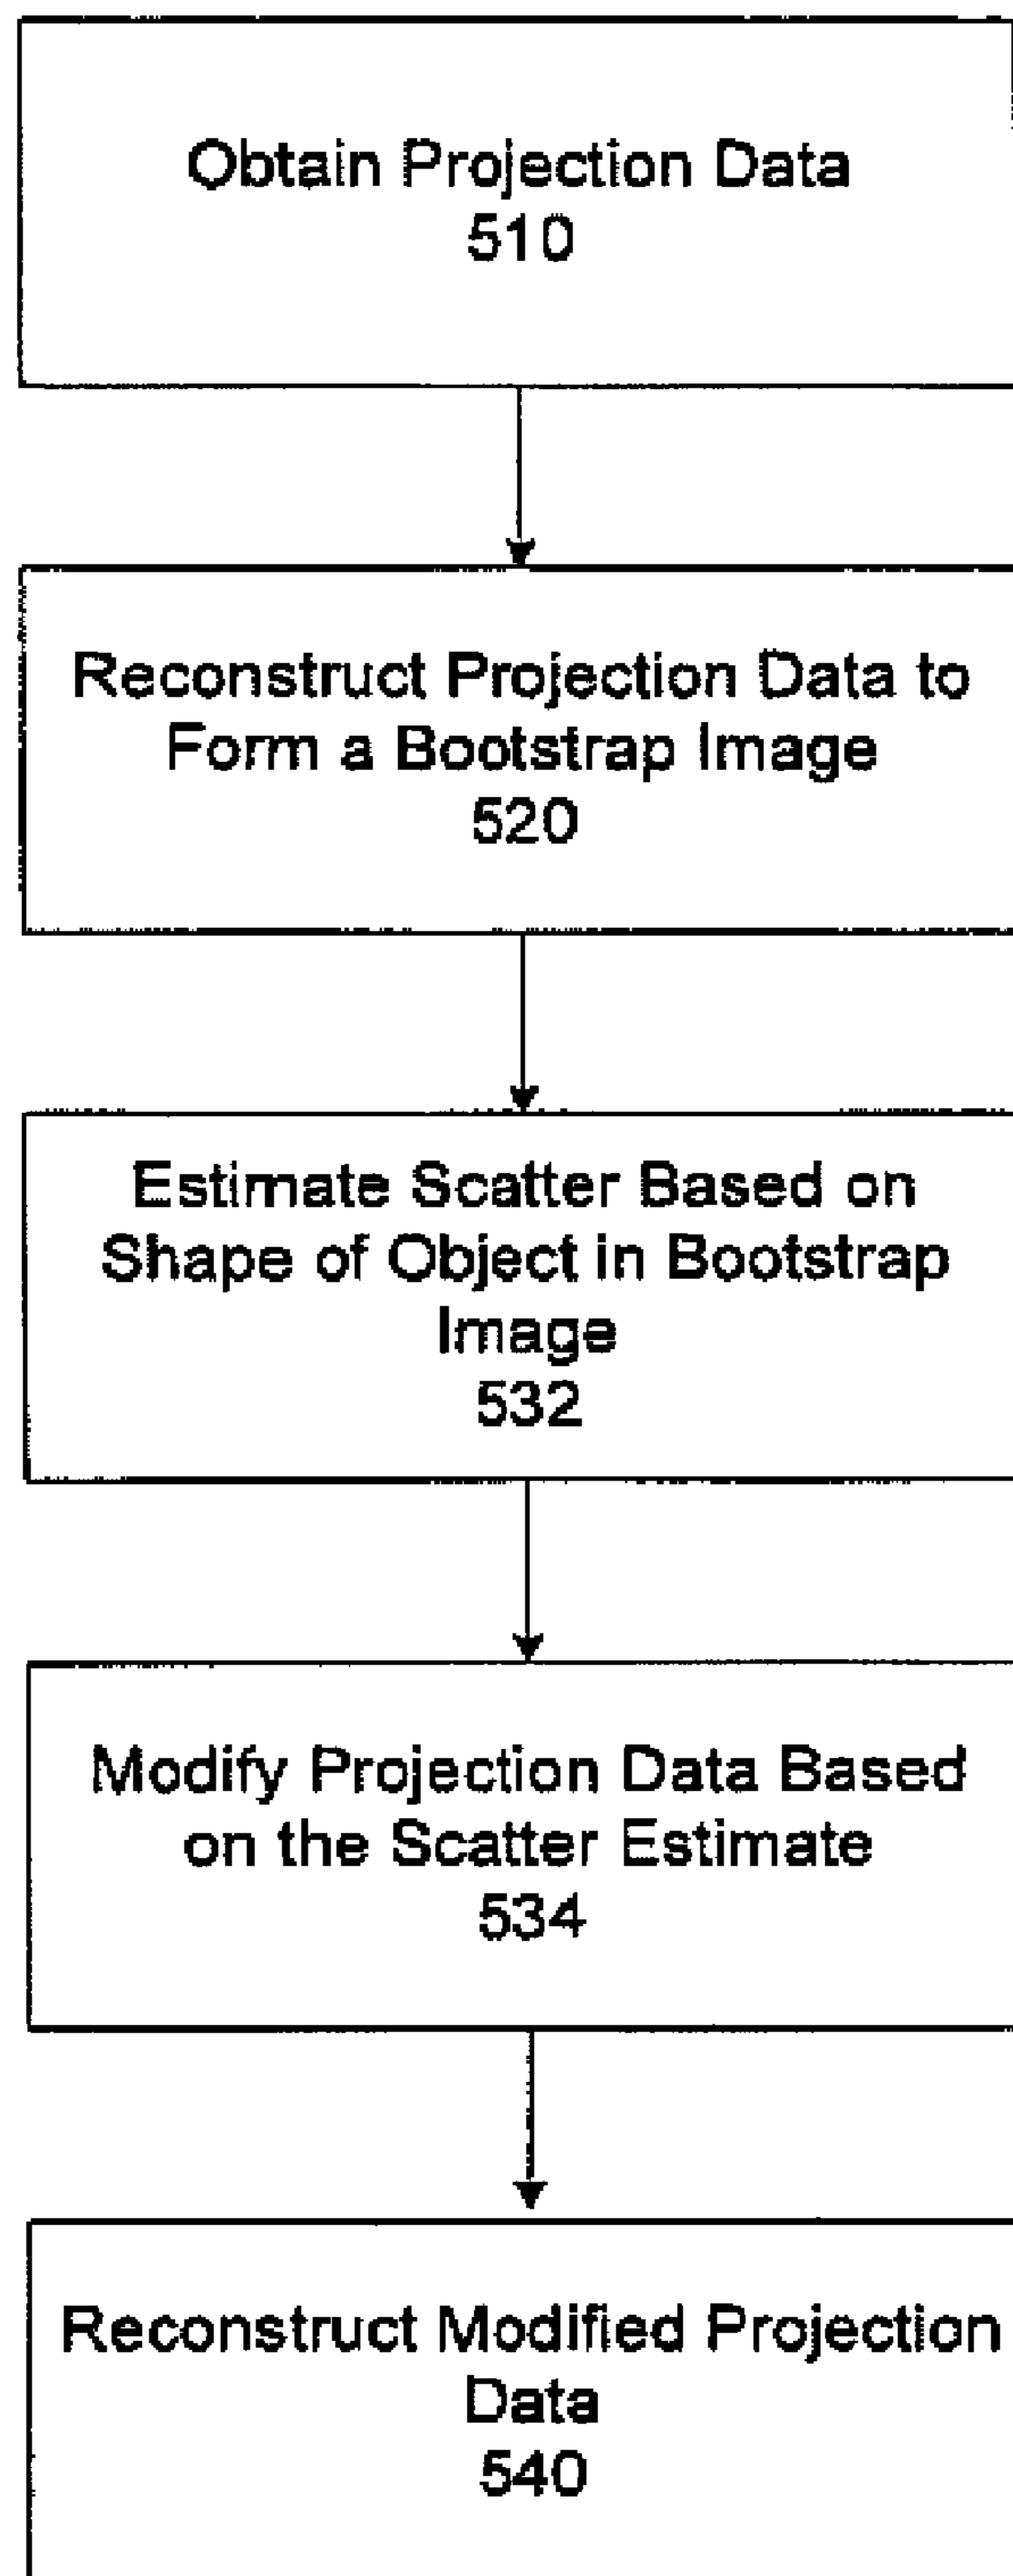 Obtain Projection Data
510
Reconstruct Projection Data to
Form a Bootstrap Image
520
Estimate Scatter Based on
Shape of Object in Bootstrap
Image
532
Modify Projection Data Based
on the Scatter Estimate
534
Reconstruct Modified Projection
Data
540